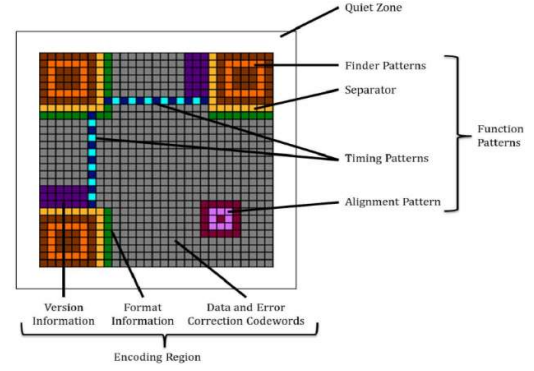 Quiet Zone
Finder Patterns
Separator
Function
Patterns
Timing Patterns
Alignment Pattern
Version
Information
Format
Information
Data and Error
Correction Codewords
Encoding Region